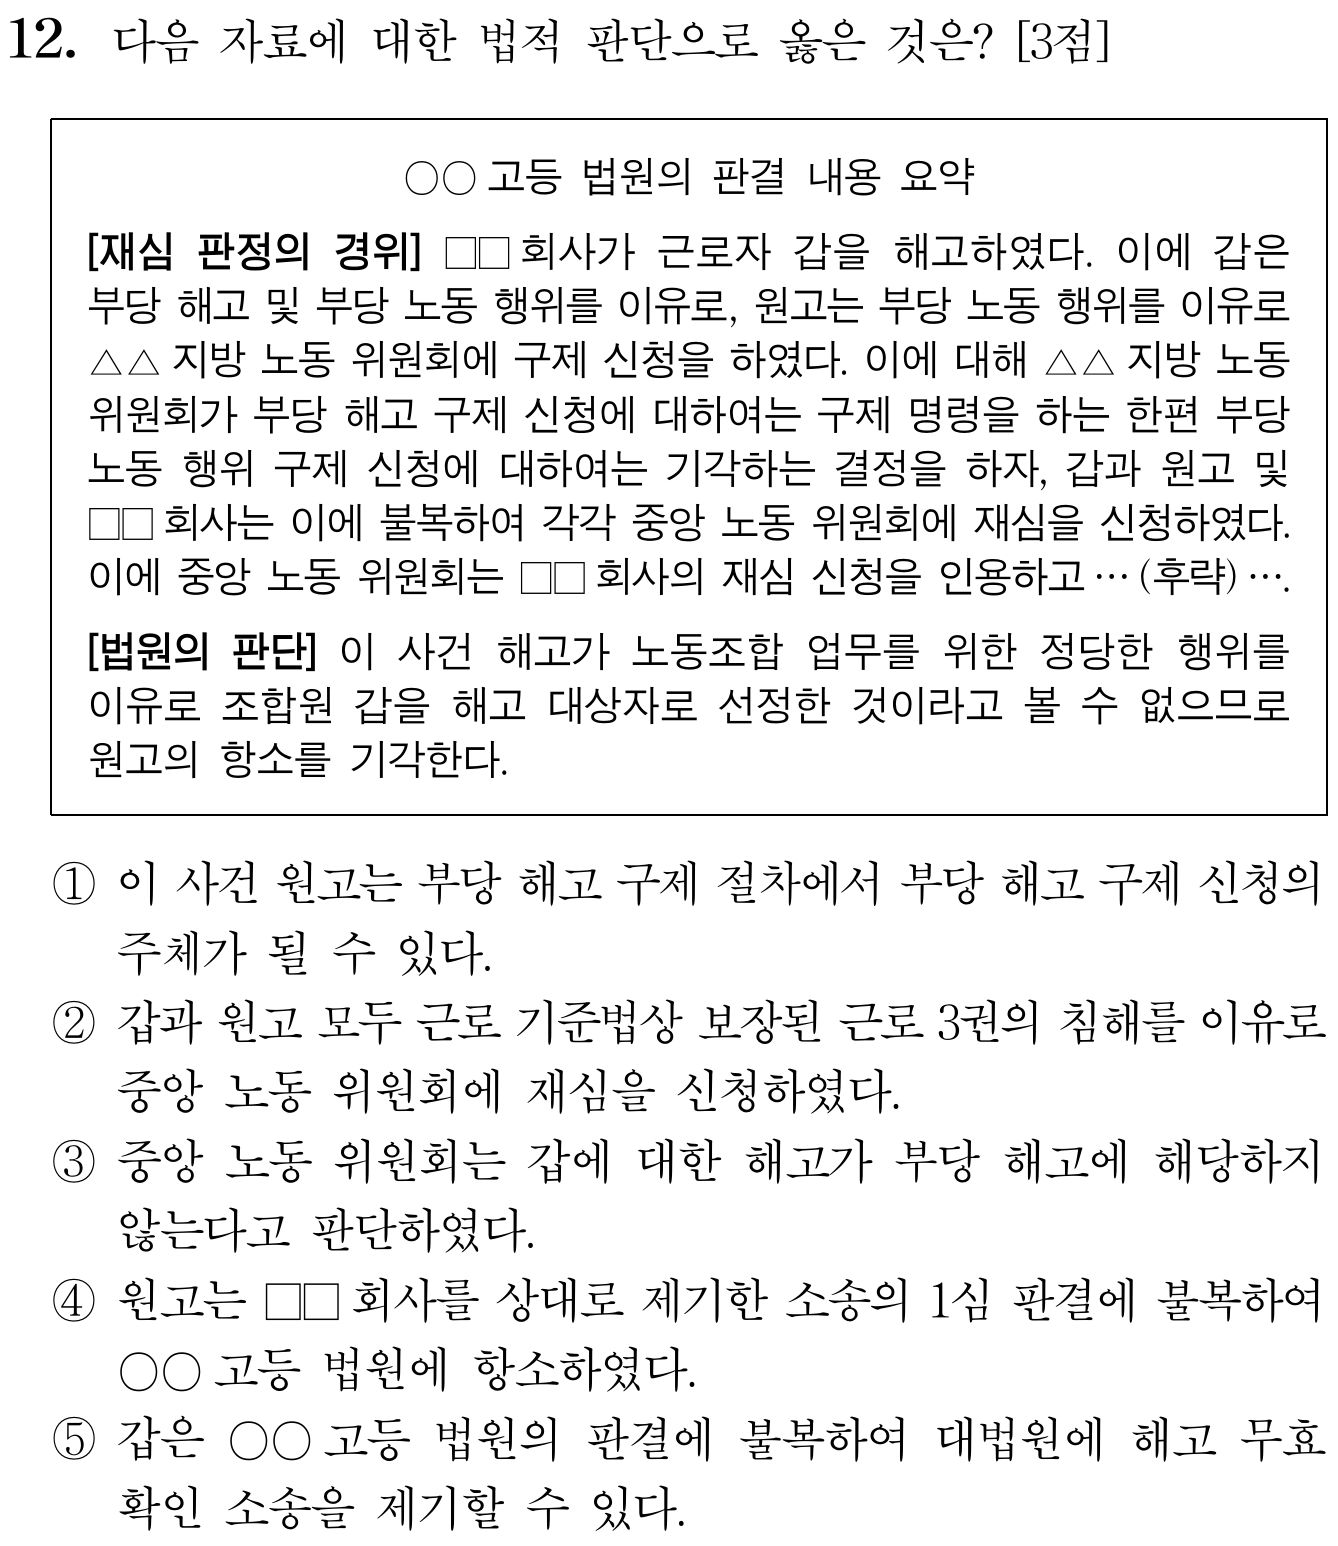 12. 다음 자료에 대한 법적 판단으로 옳은 것은? [3점]
○○ 고등 법원의 판결 내용 요약
[재심 판정의 경위] □□ 회사가 근로자 갑을 해고하였다. 이에 갑은
부당 해고 및 부당 노동 행위를 이유로, 원고는 부당 노동 행위를 이유로
△△ 지방 노동 위원회에 구제 신청을 하였다. 이에 대해 △△ 지방 노동
위원회가 부당 해고 구제 신청에 대하여는 구제 명령을 하는 한편 부당
노동 행위 구제 신청에 대하여는 기각하는 결정을 하자, 갑과 원고 및
□□ 회사는 이에 불복하여 각각 중앙 노동 위원회에 재심을 신청하였다.
이에 중앙 노동 위원회는 □□ 회사의 재심 신청을 인용하고 … (후략) ….
[법원의 판단] 이 사건 해고가 노동조합 업무를 위한 정당한 행위를
이유로 조합원 갑을 해고 대상자로 선정한 것이라고 볼 수 없으므로
원고의 항소를 기각한다.
① 이 사건 원고는 부당 해고 구제 절차에서 부당 해고 구제 신청의
주체가 될 수 있다.
② 갑과 원고 모두 근로 기준법상 보장된 근로 3권의 침해를 이유로
중앙 노동 위원회에 재심을 신청하였다.
③ 중앙 노동 위원회는 갑에 대한 해고가 부당 해고에 해당하지
않는다고 판단하였다.
④ 원고는 □□ 회사를 상대로 제기한 소송의 1심 판결에 불복하여
○○ 고등 법원에 항소하였다.
⑤ 갑은 ○○ 고등 법원의 판결에 불복하여 대법원에 해고 무효
확인 소송을 제기할 수 있다.